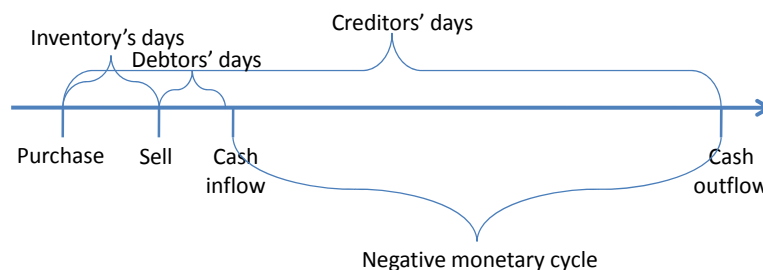 Creditors’ days
Inventory’s days
Debtors’ days
Purchase
Sell
Cash
inflow
Cash
outflow
Negative monetary cycle